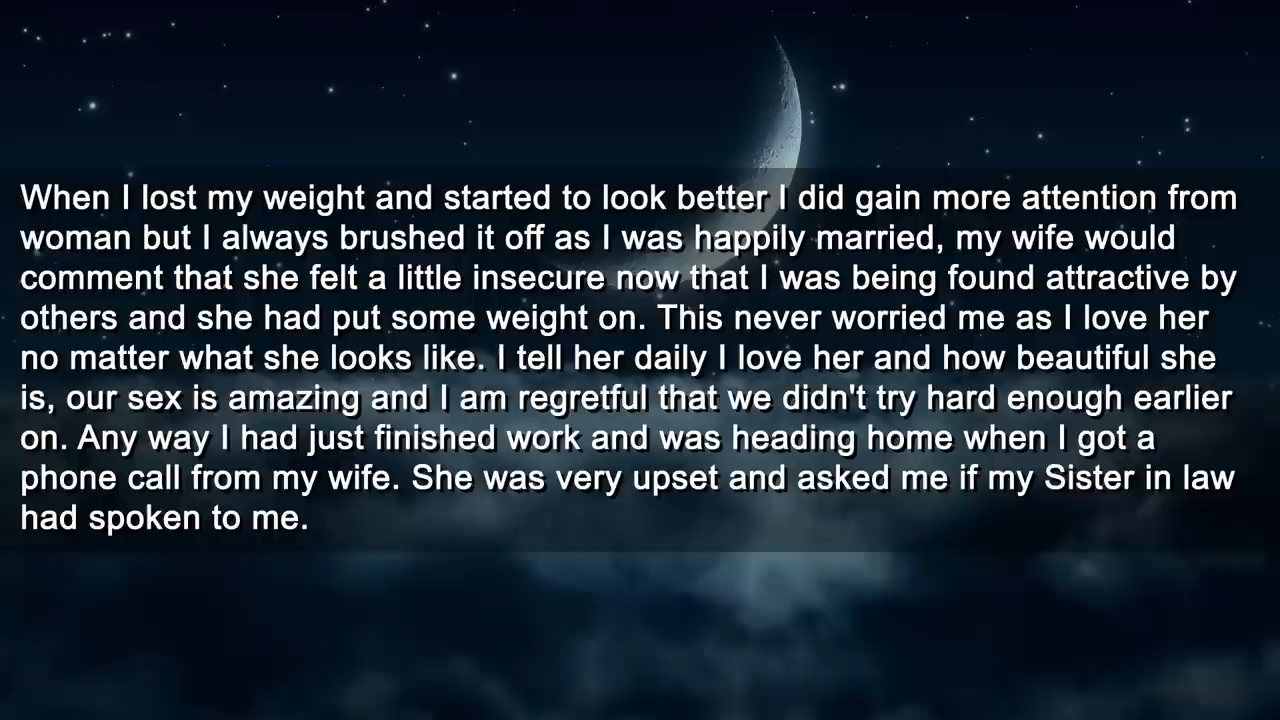 When I lost my weight and started to look better I did gain more attention from
woman but I always brushed it off as I was happily married, my wife would
comment that she felt a little insecure now that I was being found attractive by
others and she had put some weight on. This never worried me as I love her
no matter what she looks like. I tell her daily I love her and how beautiful she
is, our sex is amazing and I am regretful that we didn't try hard enough earlier
on. Any way I had just finished work and was heading home when I got a
phone call from my wife. She was very upset and asked me if my Sister in law
had spoken to me.